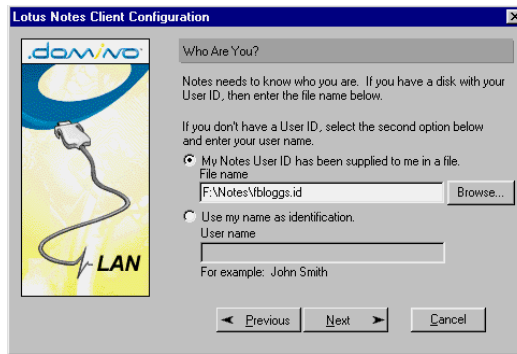 Lotus Notes Client Configuration
.domino
LAN
Who Are You?
Notes needs to know who you are. If you have a disk with your
User ID, then enter the file name below.
If you don't have a User ID, select the second option below
and enter your user name.
My Notes User ID has been supplied to me in a file.
File name
F:\Notes\fbloggs.id
Browse...
Use my name as identification.
User name
For example: John Smith
Previous
Next
Cancel